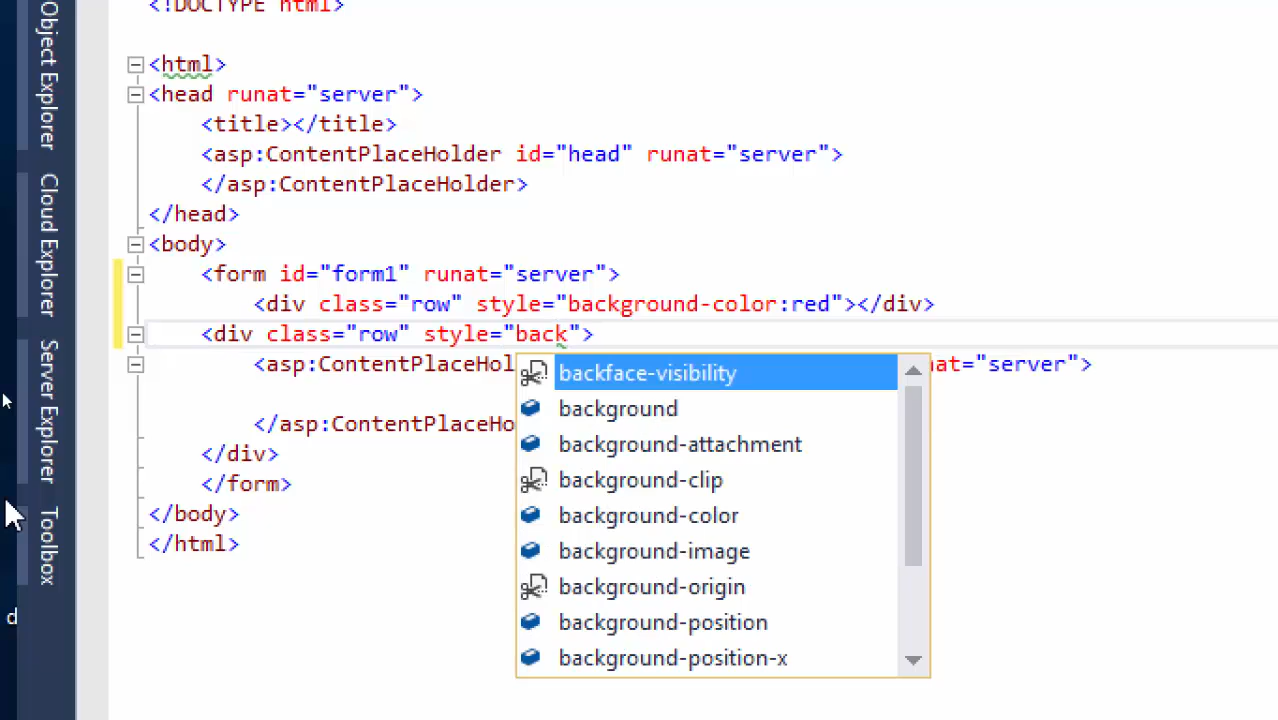 <!DOCTYPE html>
<html>
<head runat="server">
<title></title>
<asp:ContentPlaceHolder id="head" runat="server">
</asp:ContentPlaceHolder>
</head>
<body>
<form id="form1" runat="server">
<div class="row" style="background-color:red"></div>
<div class="row" style="back">
<asp:ContentPlaceHol nat="server">
</asp:ContentPlaceHo
</div>
</form>
</body>
</html>
backface-visibility
background
background-attachment
background-clip
background-color
background-image
background-origin
background-position
background-position-x
Object Explorer
Cloud Explorer
Server Explorer
Toolbox
d